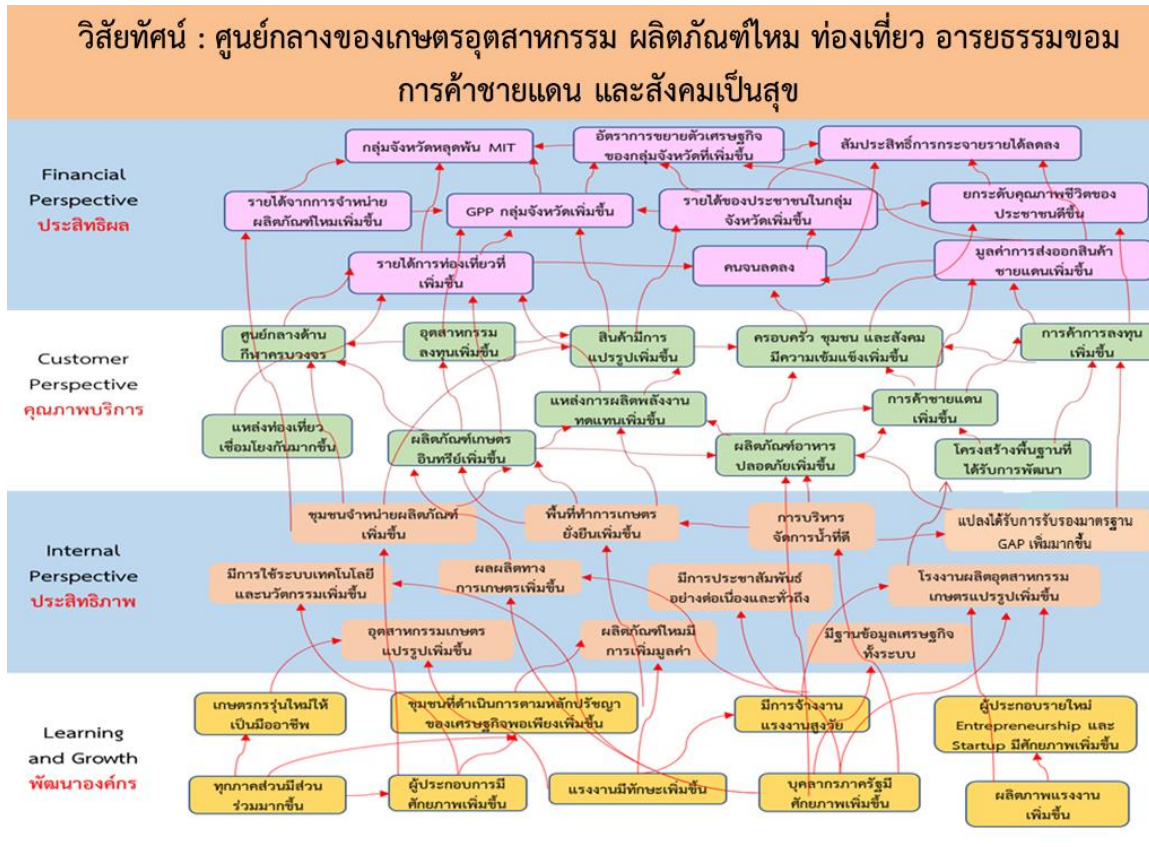 วิสัยทัศน์ : ศูนย์กลางของเกษตรอุตสาหกรรม ผลิตภัณฑ์ไหม ท่องเที่ยว อารยธรรมขอม
การค้าชายแดน และสังคมเป็นสุข
Financial
Perspective
ประสิทธิผล
กลุ่มจังหวัดหลุดพ้น MIT
อัตราการขยายตัวเศรษฐกิจ
ของกลุ่มจังหวัดที่เพิ่มขึ้น
สัมประสิทธิ์การกระจายรายได้ลดลง
รายได้จากการจำหน่าย
ผลิตภัณฑ์ไหมเพิ่มขึ้น
GPP กลุ่มจังหวัดเพิ่มขึ้น
รายได้ของประชาชนในกลุ่ม
จังหวัดเพิ่มขึ้น
ยกระดับคุณภาพชีวิตของ
ประชาชนดีขึ้น
รายได้การท่องเที่ยวที่
เพิ่มขึ้น
คนจนลดลง
มูลค่าการส่งออกสินค้า
ชายแดนเพิ่มขึ้น
Customer
Perspective
คุณภาพบริการ
ศูนย์กลางด้าน
กีฬาครบวงจร
อุตสาหกรรม
ลงทุนเพิ่มขึ้น
สินค้ามีการ
แปรรูปเพิ่มขึ้น
ครอบครัว ชุมชน และสังคม
มีความเข้มแข็งเพิ่มขึ้น
การค้าการลงทุน
เพิ่มขึ้น
แหล่งท่องเที่ยว
เชื่อมโยงกันมากขึ้น
ผลิตภัณฑ์เกษตร
อินทรีย์เพิ่มขึ้น
แหล่งการผลิตพลังงาน
ทดแทนเพิ่มขึ้น
ผลิตภัณฑ์อาหาร
ปลอดภัยเพิ่มขึ้น
การค้าชายแดน
เพิ่มขึ้น
โครงสร้างพื้นฐานที่
ได้รับการพัฒนา
Internal
Perspective
ประสิทธิภาพ
ชุมชนจำหน่ายผลิตภัณฑ์
เพิ่มขึ้น
พื้นที่ทำการเกษตร
ยั่งยืนเพิ่มขึ้น
การบริหาร
จัดการน้ำที่ดี
แปลงได้รับการรับรองมาตรฐาน
GAP เพิ่มมากขึ้น
มีการใช้ระบบเทคโนโลยี
และนวัตกรรมเพิ่มขึ้น
ผลผลิตทาง
การเกษตรเพิ่มขึ้น
มีการประชาสัมพันธ์
อย่างต่อเนื่องและทั่วถึง
โรงงานผลิตอุตสาหกรรม
เกษตรแปรรูปเพิ่มขึ้น
อุตสาหกรรมเกษตร
แปรรูปเพิ่มขึ้น
ผลิตภัณฑ์ไหมมี
การเพิ่มมูลค่า
มีฐานข้อมูลเศรษฐกิจ
ทั้งระบบ
Learning
and Growth
พัฒนาองค์กร
เกษตรกรรุ่นใหม่ให้
เป็นมืออาชีพ
ชุมชนที่ดำเนินการตามหลักปรัชญา
ของเศรษฐกิจพอเพียงเพิ่มขึ้น
มีการจ้างงาน
แรงงานสูงวัย
ผู้ประกอบรายใหม่
Entrepreneurship และ
Startup มีศักยภาพเพิ่มขึ้น
ทุกภาคส่วนมีส่วน
ร่วมมากขึ้น
ผู้ประกอบการมี
ศักยภาพเพิ่มขึ้น
แรงงานมีทักษะเพิ่มขึ้น
บุคลากรภาครัฐมี
ศักยภาพเพิ่มขึ้น
ผลิตภาพแรงงาน
เพิ่มขึ้น